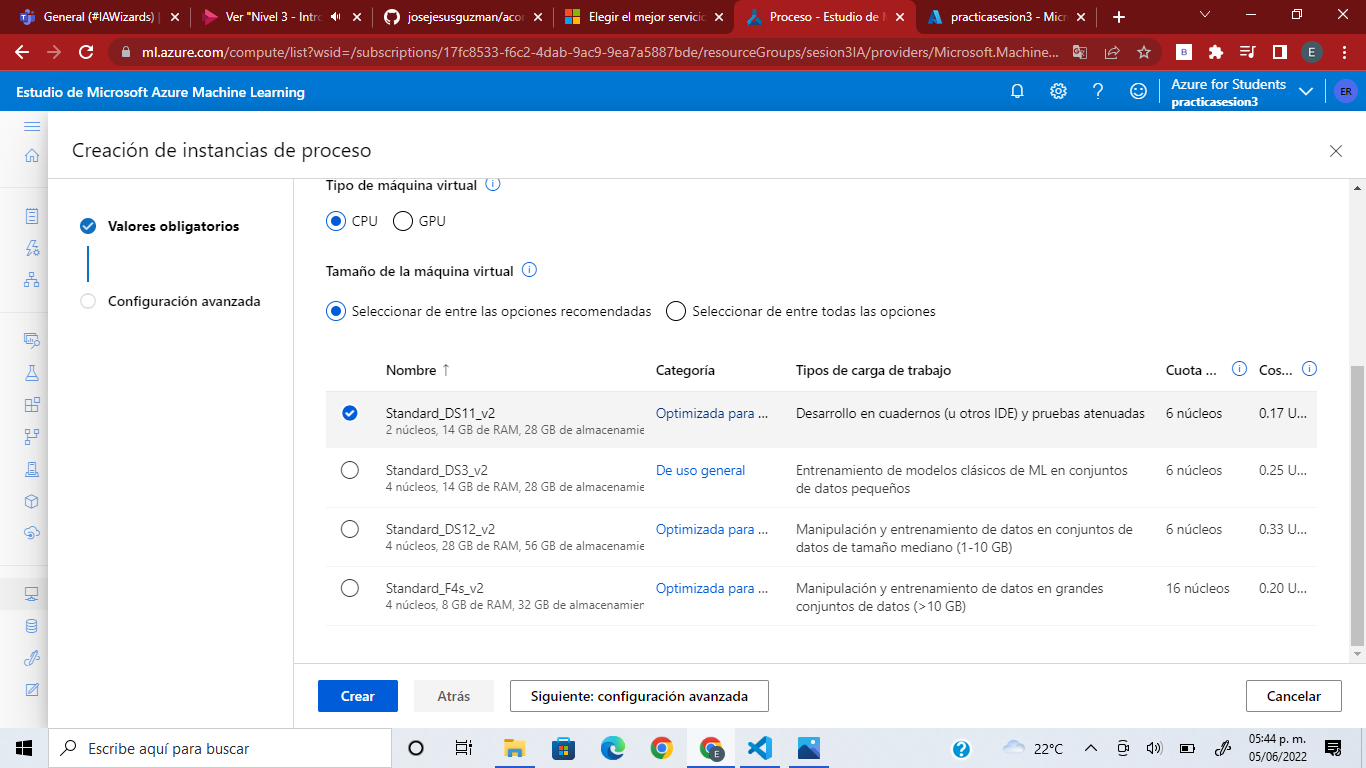 General (#IAWizards) |
Ver "Nivel 3 - Intro
josejesusguzman/acor
Elegir el mejor servicio
Proceso - Estudio de M
practicasesion3 - Micr
ml.azure.com/compute/list?wsid=/subscriptions/17fc8533-f6c2-4dab-9ac9-9ea7a5887bde/resourceGroups/sesion3IA/providers/Microsoft.Machine...
B
E
Estudio de Microsoft Azure Machine Learning
Azure for Students
practicasesion3
ER
Creación de instancias de proceso
Valores obligatorios
Configuración avanzada
Tipo de máquina virtual
CPU
GPU
Tamaño de la máquina virtual
Seleccionar de entre las opciones recomendadas
Seleccionar de entre todas las opciones
Nombre ↑
Categoría
Tipos de carga de trabajo
Cuota ...
Cos...
Standard_DS11_v2
2 núcleos, 14 GB de RAM, 28 GB de almacenamie
Optimizada para ...
Desarrollo en cuadernos (u otros IDE) y pruebas atenuadas
6 núcleos
0.17 U...
Standard_DS3_v2
4 núcleos, 14 GB de RAM, 28 GB de almacenamie
De uso general
Entrenamiento de modelos clásicos de ML en conjuntos
de datos pequeños
6 núcleos
0.25 U...
Standard_DS12_v2
4 núcleos, 28 GB de RAM, 56 GB de almacenamie
Optimizada para ...
Manipulación y entrenamiento de datos en conjuntos de
datos de tamaño mediano (1-10 GB)
6 núcleos
0.33 U...
Standard_F4s_v2
4 núcleos, 8 GB de RAM, 32 GB de almacenamien
Optimizada para ...
Manipulación y entrenamiento de datos en grandes
conjuntos de datos (>10 GB)
16 núcleos
0.20 U...
Crear
Atrás
Siguiente: configuración avanzada
Cancelar
Escribe aquí para buscar
E
22°C
05:44 p. m.
05/06/2022